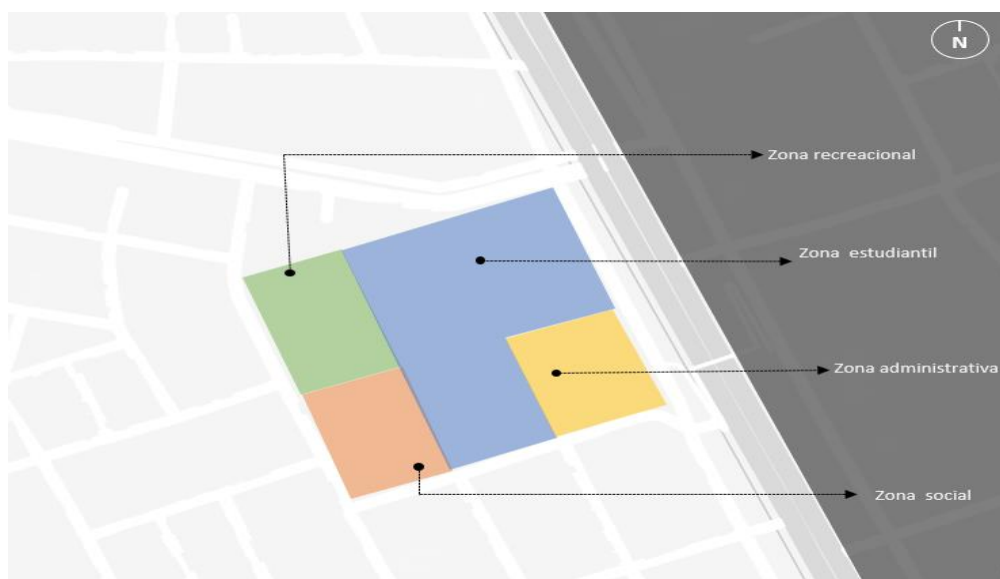 N
Zona recreacional
Zona estudiantil
Zona administrativa
Zona social